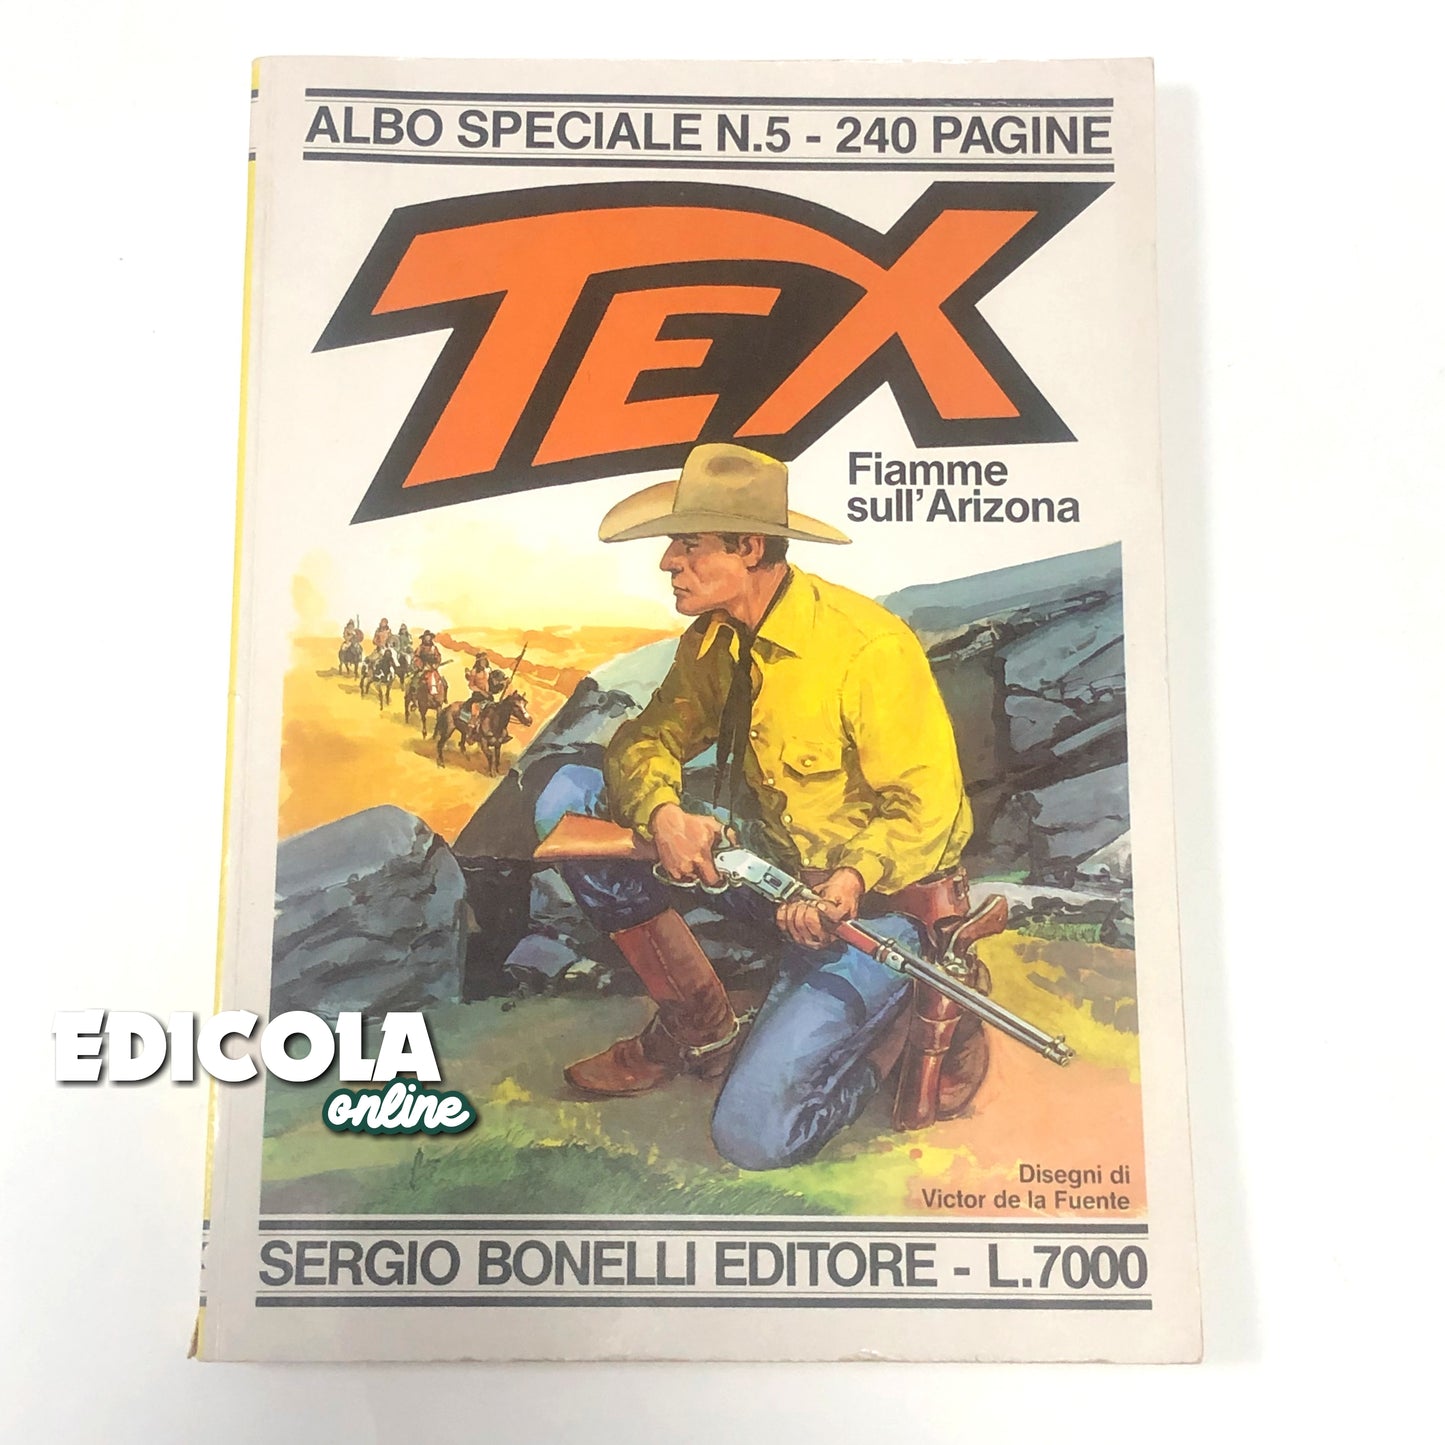 ALBO SPECIALE N.5 - 240 PAGINE
TEX
Fiamme
sull'Arizona
EDICOLA
online
Disegni di
Victor de la Fuente
SERGIO BONELLI EDITORE - L.7000